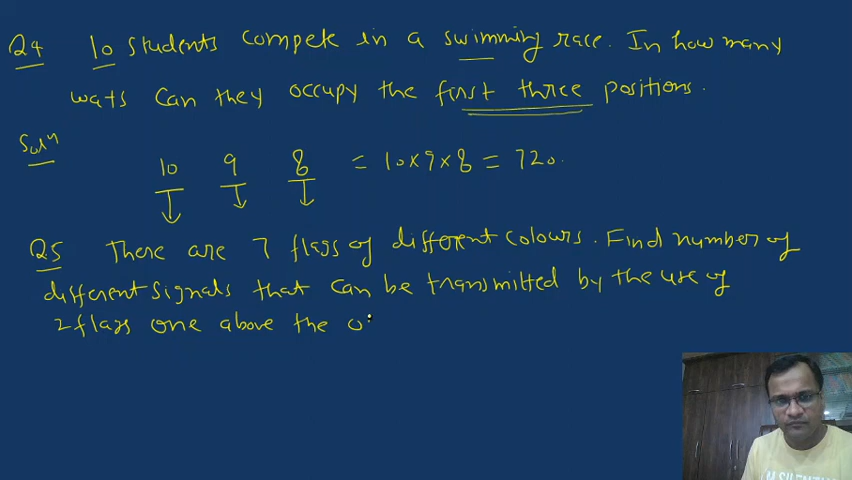 Q4 10 students compete in a swimming race. In how many
wats can they occupy the first three positions.
Solⁿ
10 9 8 = 10×9×8 = 720.
Q5 There are 7 flags of different colours. Find number of
different signals that can be transmitted by the use of
2 flags one above the o